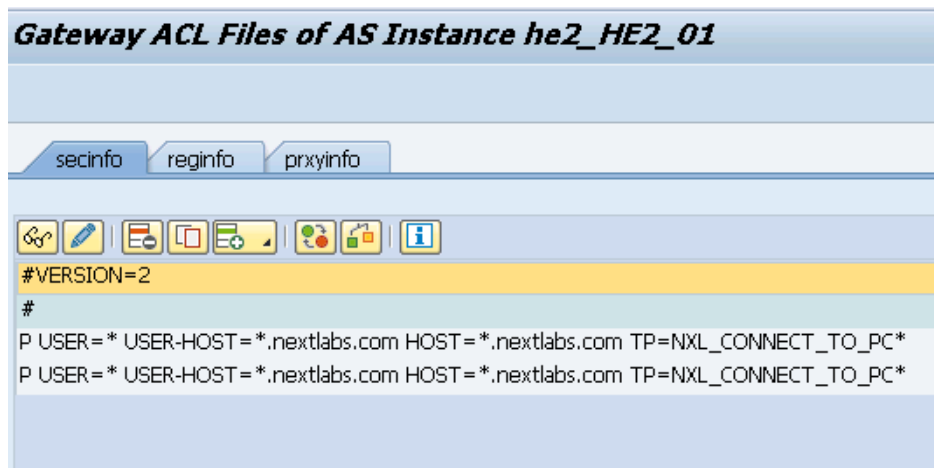 Gateway ACL Files of AS Instance he2_HE2_01
secinfo reginfo prxyinfo
#VERSION=2
#
P USER=* USER-HOST=*.nextlabs.com HOST=*.nextlabs.com TP=NXL_CONNECT_TO_PC*
P USER=* USER-HOST=*.nextlabs.com HOST=*.nextlabs.com TP=NXL_CONNECT_TO_PC*